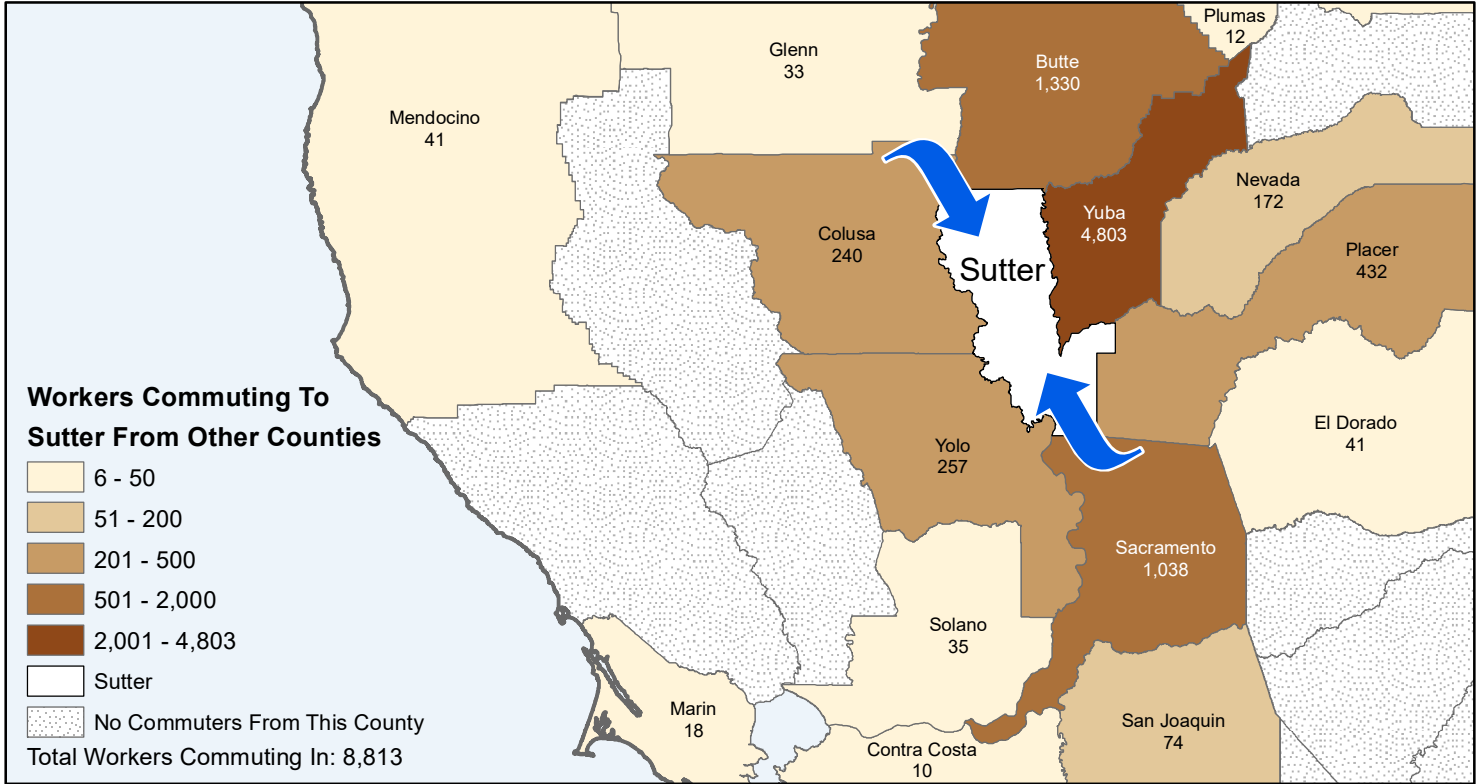 Plumas
12
Glenn
33
Butte
1,330
Mendocino
41
Nevada
172
Yuba
4,803
Colusa
240
Placer
432
Sutter
Workers Commuting To
Sutter From Other Counties
6 - 50
51 - 200
201 - 500
501 - 2,000
2,001 - 4,803
Sutter
No Commuters From This County
Total Workers Commuting In: 8,813
El Dorado
41
Yolo
257
Sacramento
1,038
Solano
35
Marin
18
San Joaquin
74
Contra Costa
10